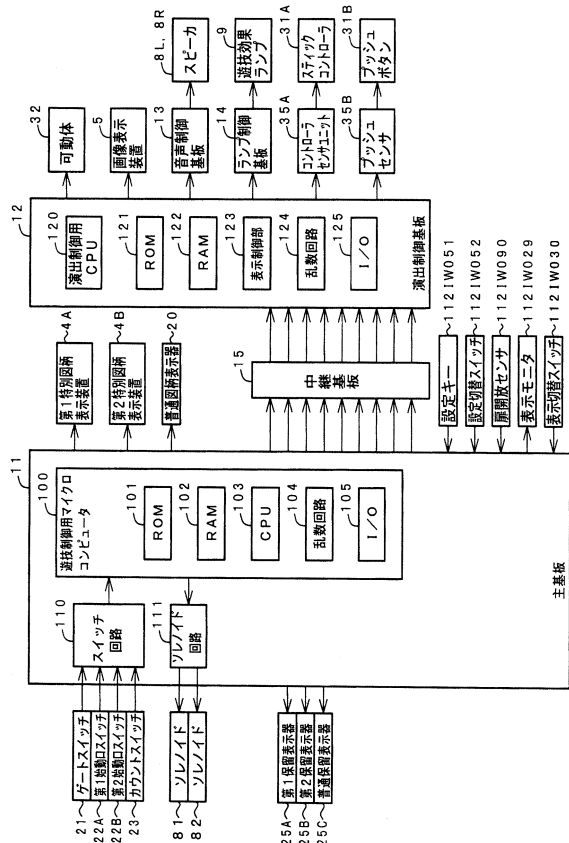 21
ゲートスイッチ
22A
第1始動口スイッチ
22B
第2始動口スイッチ
23
カウントスイッチ
81
ソレノイド
82
ソレノイド
25A
第1保留表示器
25B
第2保留表示器
25C
普通保留表示器
11
主基板
110
スイッチ
回路
111
ソレノイド
回路
100
遊技制御用マイクロ
コンピュータ
101
ROM
102
RAM
103
CPU
104
乱数回路
105
I/O
第1特別図柄
表示装置
4A
第2特別図柄
表示装置
4B
普通図柄表示器
20
15
中継
基板
設定キー
112IW051
設定切替スイッチ
112IW052
扉開放センサ
112IW090
表示モニタ
112IW029
表示切替スイッチ
112IW030
12
演出制御基板
120
演出制御用
CPU
121
ROM
122
RAM
123
表示制御部
124
乱数回路
125
I/O
32
可動体
5
画像表示
装置
13
音声制御
基板
8L、8R
スピーカ
14
ランプ制御
基板
9
遊技効果
ランプ
35A
コントローラ
センサユニット
31A
スティック
コントローラ
35B
プッシュ
センサ
31B
プッシュ
ボタン